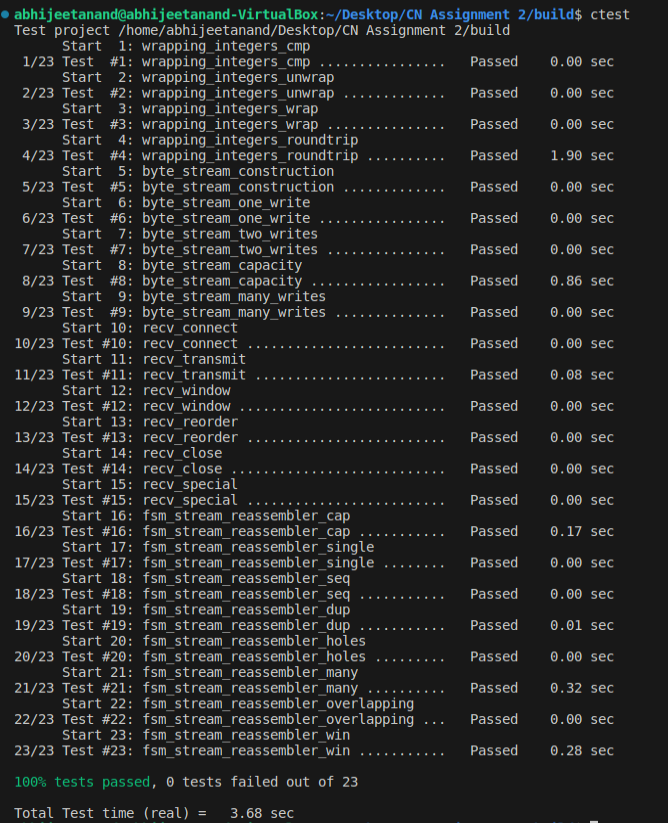 abhijeetanand@abhijeetanand-VirtualBox:~/Desktop/CN Assignment 2/build$ ctest
Test project /home/abhijeetanand/Desktop/CN Assignment 2/build
      Start  1: wrapping_integers_cmp
 1/23 Test  #1: wrapping_integers_cmp ................   Passed    0.00 sec
      Start  2: wrapping_integers_unwrap
 2/23 Test  #2: wrapping_integers_unwrap .............   Passed    0.00 sec
      Start  3: wrapping_integers_wrap
 3/23 Test  #3: wrapping_integers_wrap ...............   Passed    0.00 sec
      Start  4: wrapping_integers_roundtrip
 4/23 Test  #4: wrapping_integers_roundtrip ..........   Passed    1.90 sec
      Start  5: byte_stream_construction
 5/23 Test  #5: byte_stream_construction .............   Passed    0.00 sec
      Start  6: byte_stream_one_write
 6/23 Test  #6: byte_stream_one_write ................   Passed    0.00 sec
      Start  7: byte_stream_two_writes
 7/23 Test  #7: byte_stream_two_writes ...............   Passed    0.00 sec
      Start  8: byte_stream_capacity
 8/23 Test  #8: byte_stream_capacity .................   Passed    0.86 sec
      Start  9: byte_stream_many_writes
 9/23 Test  #9: byte_stream_many_writes ..............   Passed    0.00 sec
      Start 10: recv_connect
10/23 Test #10: recv_connect .........................   Passed    0.00 sec
      Start 11: recv_transmit
11/23 Test #11: recv_transmit ........................   Passed    0.08 sec
      Start 12: recv_window
12/23 Test #12: recv_window ..........................   Passed    0.00 sec
      Start 13: recv_reorder
13/23 Test #13: recv_reorder .........................   Passed    0.00 sec
      Start 14: recv_close
14/23 Test #14: recv_close ...........................   Passed    0.00 sec
      Start 15: recv_special
15/23 Test #15: recv_special .........................   Passed    0.00 sec
      Start 16: fsm_stream_reassembler_cap
16/23 Test #16: fsm_stream_reassembler_cap ...........   Passed    0.17 sec
      Start 17: fsm_stream_reassembler_single
17/23 Test #17: fsm_stream_reassembler_single ........   Passed    0.00 sec
      Start 18: fsm_stream_reassembler_seq
18/23 Test #18: fsm_stream_reassembler_seq ...........   Passed    0.00 sec
      Start 19: fsm_stream_reassembler_dup
19/23 Test #19: fsm_stream_reassembler_dup ...........   Passed    0.01 sec
      Start 20: fsm_stream_reassembler_holes
20/23 Test #20: fsm_stream_reassembler_holes .........   Passed    0.00 sec
      Start 21: fsm_stream_reassembler_many
21/23 Test #21: fsm_stream_reassembler_many ..........   Passed    0.32 sec
      Start 22: fsm_stream_reassembler_overlapping
22/23 Test #22: fsm_stream_reassembler_overlapping ...   Passed    0.00 sec
      Start 23: fsm_stream_reassembler_win
23/23 Test #23: fsm_stream_reassembler_win ...........   Passed    0.28 sec

100% tests passed, 0 tests failed out of 23

Total Test time (real) =   3.68 sec